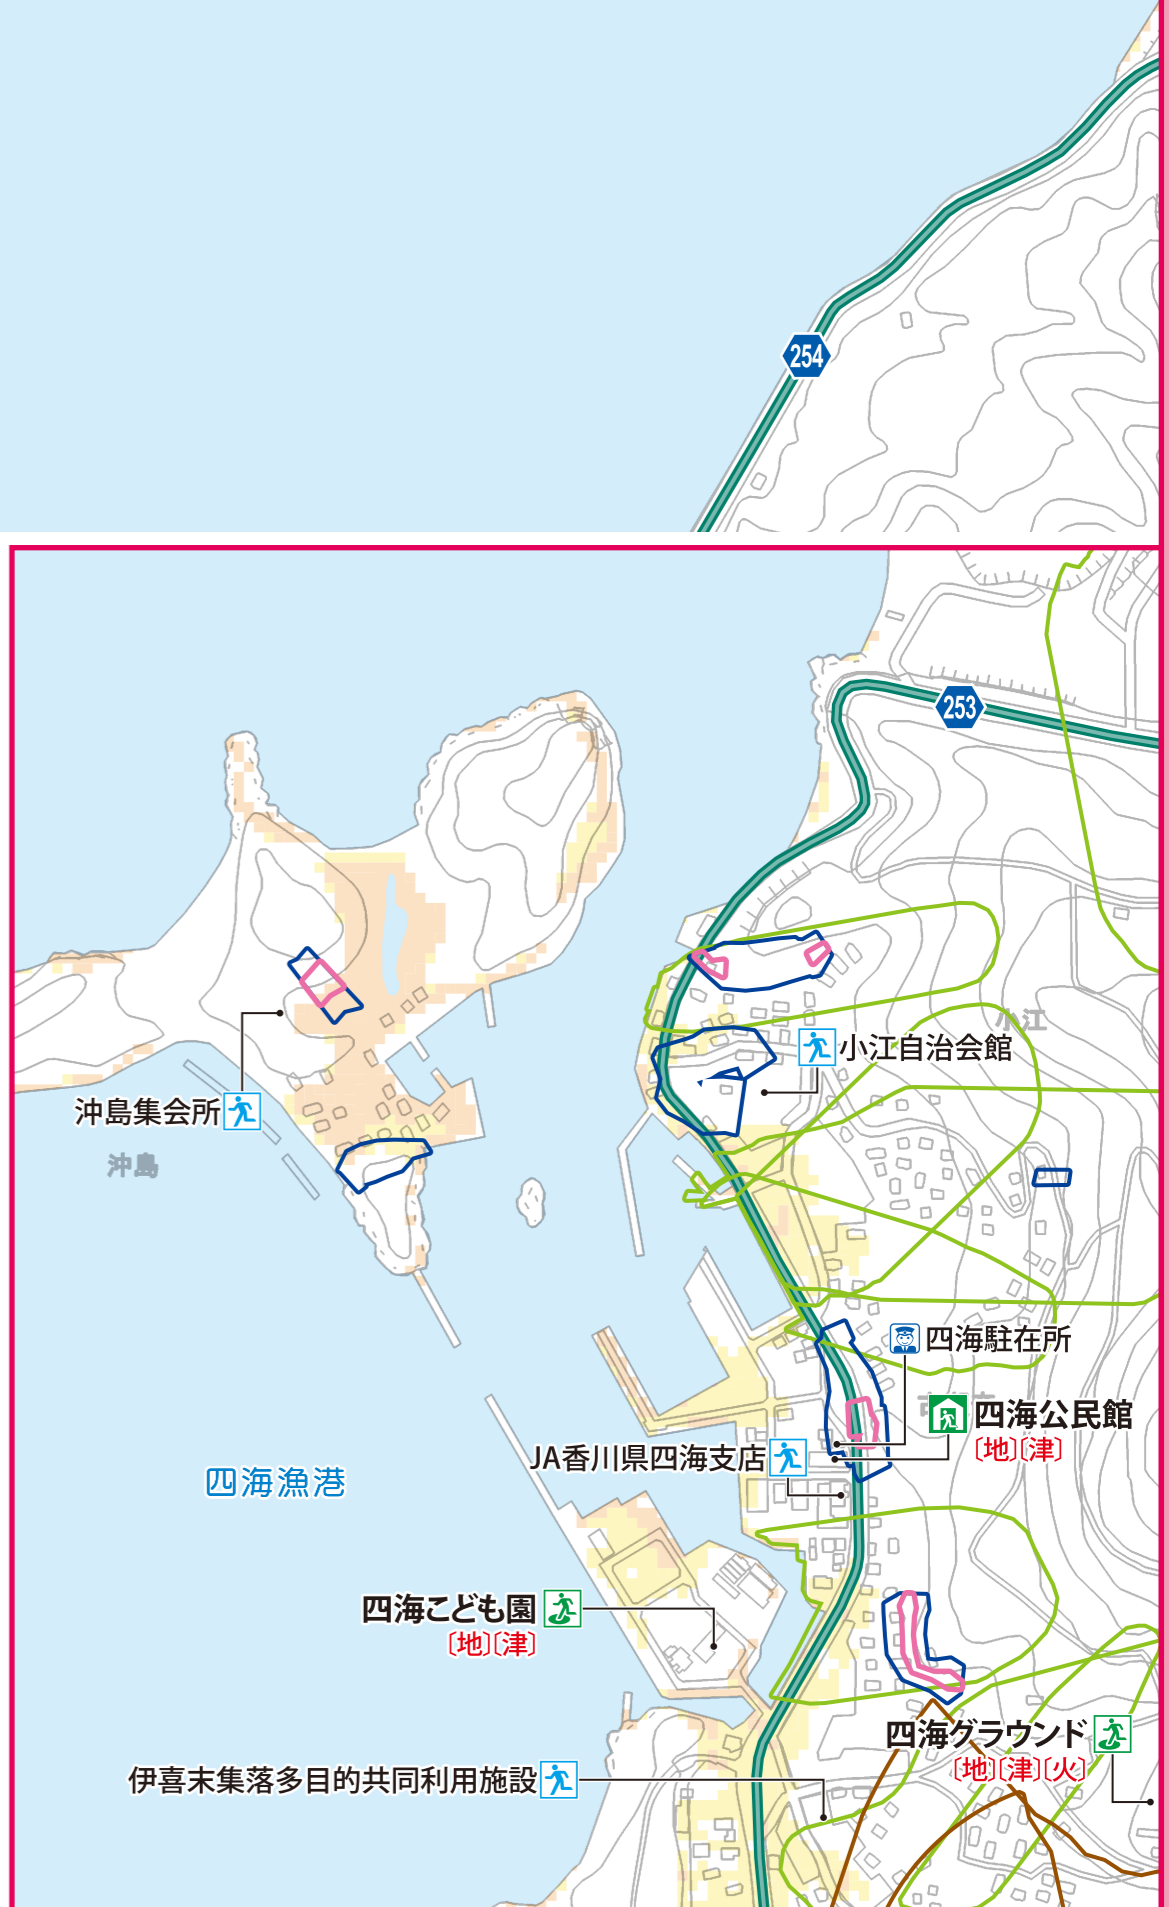 254
253
小江
小江自治会館
沖島集会所
沖島
四海駐在所
四海公民館
〔地〕〔津〕
JA香川県四海支店
四海漁港
四海こども園
〔地〕〔津〕
四海グラウンド
〔地〕〔津〕〔火〕
伊喜末集落多目的共同利用施設